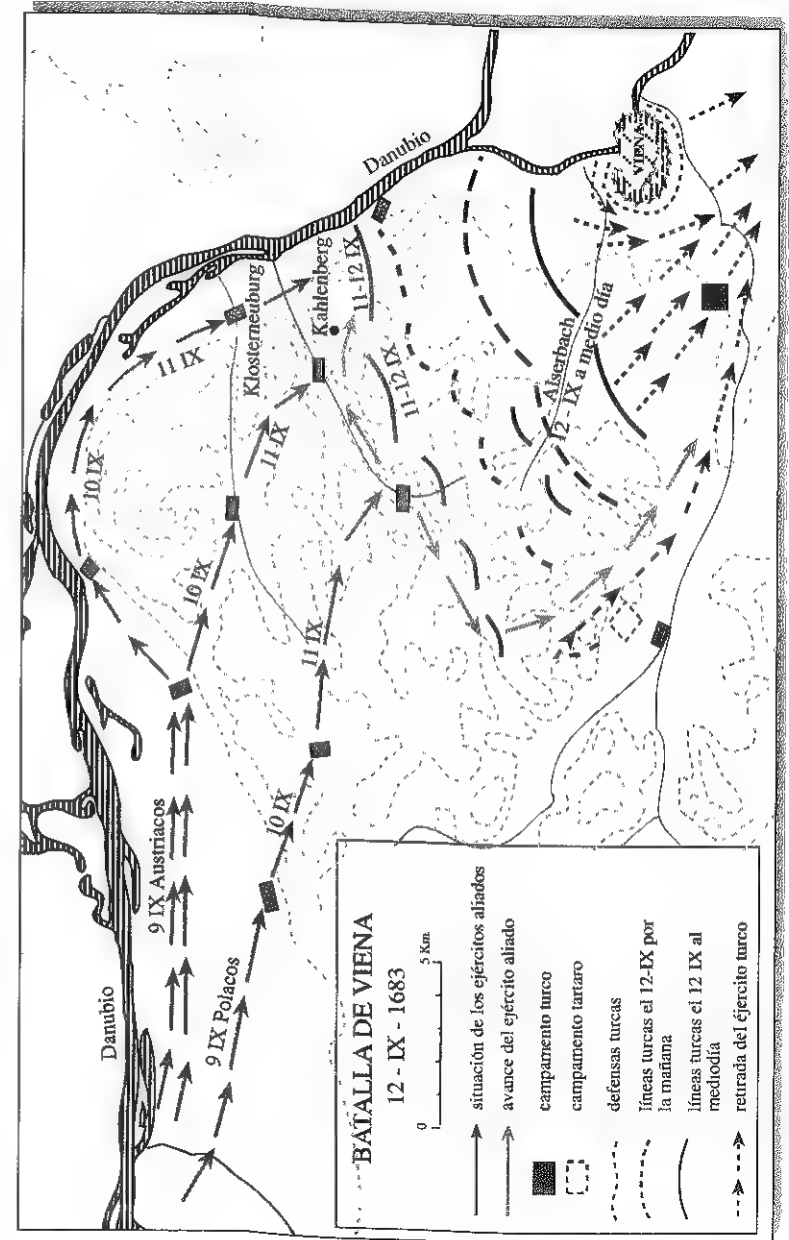 Danubio
9 IX Austriacos
9 IX Polacos
10 IX
10 IX
10 IX
11 IX
11 IX
11 IX
Klosterneuburg
Kahlenberg
11-12 IX
11-12 IX
Danubio
VIENA
Alserbach
12 - IX a medio día
BATALLA DE VIENA
12 - IX - 1683
0 5 Km.
situación de los ejércitos aliados
avance del ejército aliado
campamento turco
campamento tartaro
defensas turcas
líneas turcas el 12-IX por
la mañana
líneas turcas el 12 IX al
mediodía
retirada del éjercito turco